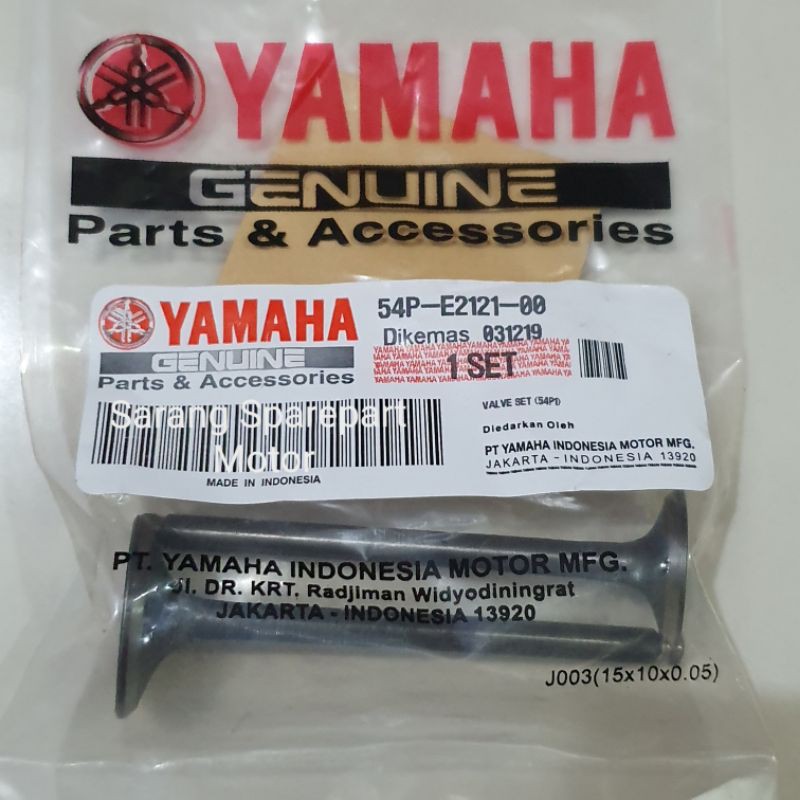 YAMAHA
GENUINE
Parts & Accessories
YAMAHA
GENUINE
Parts & Accessories
54P-E2121-00
Dikemas 031219
1 SET
VALVE SET (54P1)
Diedarkan Oleh
PT YAMAHA INDONESIA MOTOR MFG.
JAKARTA - INDONESIA 13920
Sarang Sparepart
Motor
MADE IN INDONESIA
PT. YAMAHA INDONESIA MOTOR MFG.
Jl. DR. KRT. Radjiman Widyodiningrat
JAKARTA - INDONESIA 13920
J003(15x10x0.05)